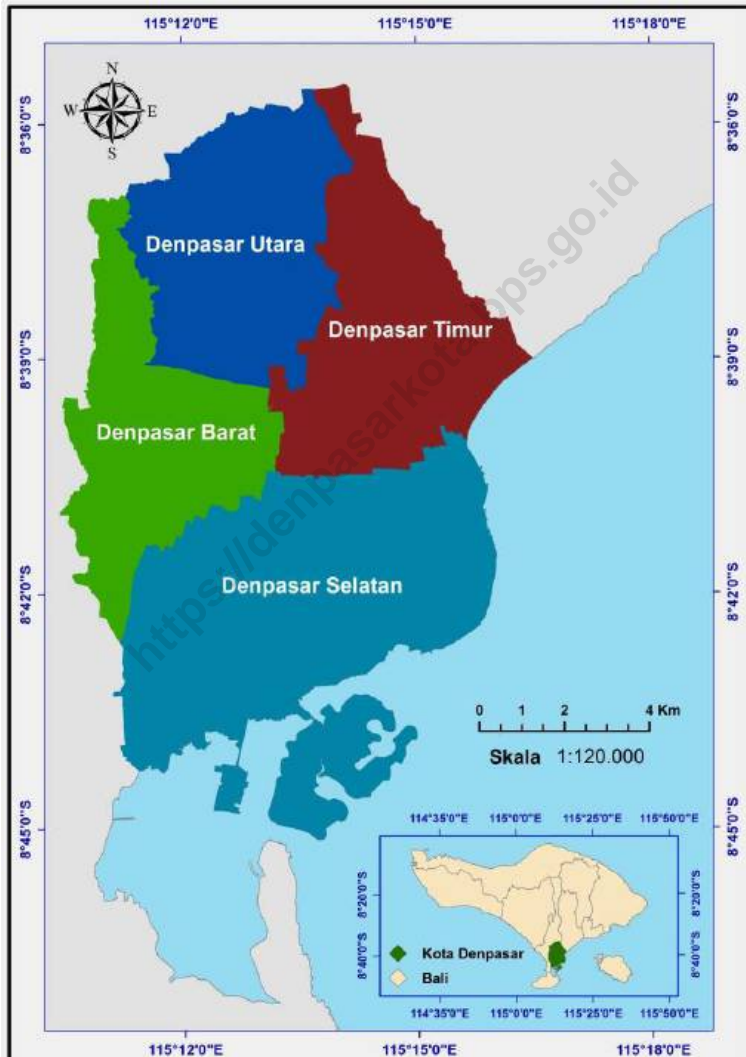 115°12'0"E 115°15'0"E 115°18'0"E
N
W E
S
8°36'0"S 8°36'0"S
Denpasar Utara
Denpasar Timur
8°39'0"S 8°39'0"S
Denpasar Barat
https://denpasarkota.bps.go.id
Denpasar Selatan
8°42'0"S 8°42'0"S
0 1 2 4 Km
Skala 1:120.000
8°45'0"S 8°45'0"S
114°35'0"E 115°0'0"E 115°25'0"E 115°50'0"E
8°20'0"S 8°20'0"S
Kota Denpasar
8°40'0"S 8°40'0"S
Bali
114°35'0"E 115°0'0"E 115°25'0"E 115°50'0"E
115°12'0"E 115°15'0"E 115°18'0"E